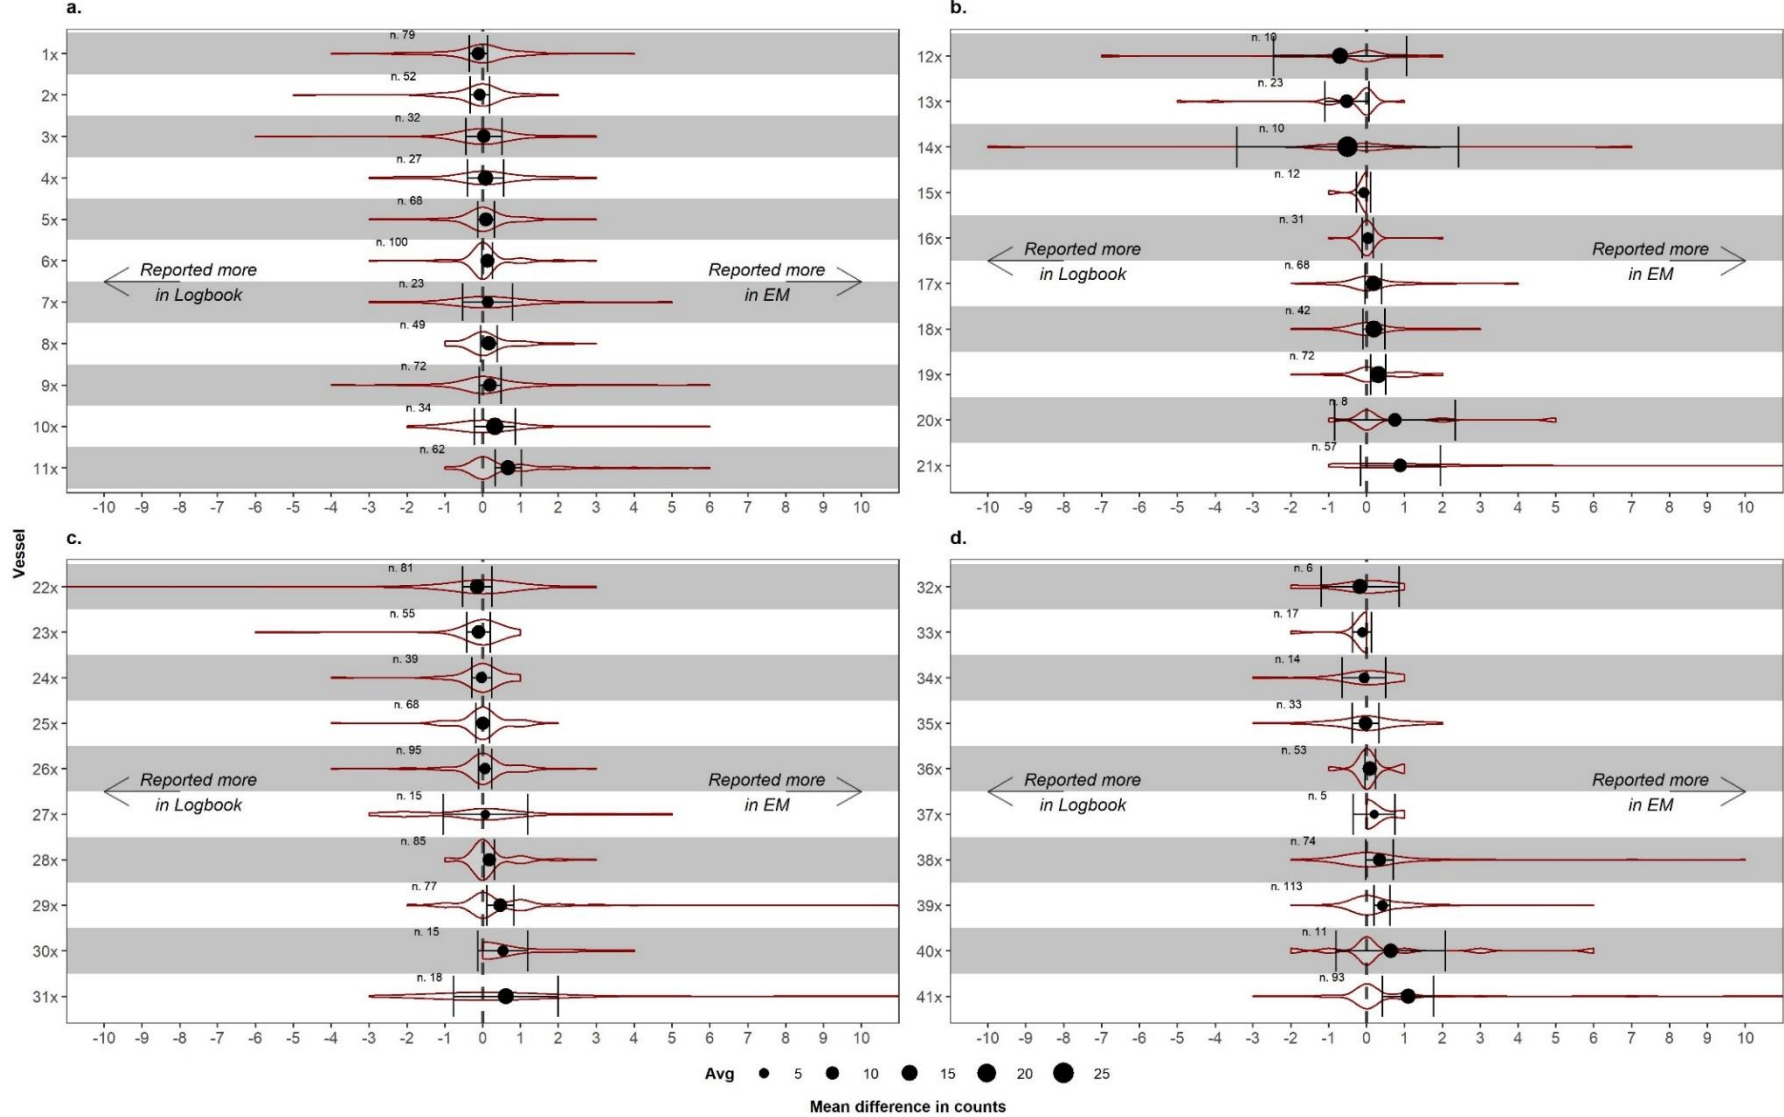 a.
1x n. 79
2x n. 52
3x n. 32
4x n. 27
5x n. 68
6x n. 100
Reported more Reported more
in Logbook in EM
7x n. 23
8x n. 49
9x n. 72
10x n. 34
11x n. 62
-10 -9 -8 -7 -6 -5 -4 -3 -2 -1 0 1 2 3 4 5 6 7 8 9 10
b.
12x n. 10
13x n. 23
14x n. 10
15x n. 12
16x n. 31
Reported more Reported more
in Logbook in EM
17x n. 68
18x n. 42
19x n. 72
20x n. 8
21x n. 57
-10 -9 -8 -7 -6 -5 -4 -3 -2 -1 0 1 2 3 4 5 6 7 8 9 10
Vessel
c.
22x n. 81
23x n. 55
24x n. 39
25x n. 68
26x n. 95
Reported more Reported more
in Logbook in EM
27x n. 15
28x n. 85
29x n. 77
30x n. 15
31x n. 18
-10 -9 -8 -7 -6 -5 -4 -3 -2 -1 0 1 2 3 4 5 6 7 8 9 10
d.
32x n. 6
33x n. 17
34x n. 14
35x n. 33
36x n. 53
Reported more Reported more
in Logbook in EM
37x n. 5
38x n. 74
39x n. 113
40x n. 11
41x n. 93
-10 -9 -8 -7 -6 -5 -4 -3 -2 -1 0 1 2 3 4 5 6 7 8 9 10
Avg 5 10 15 20 25
Mean difference in counts